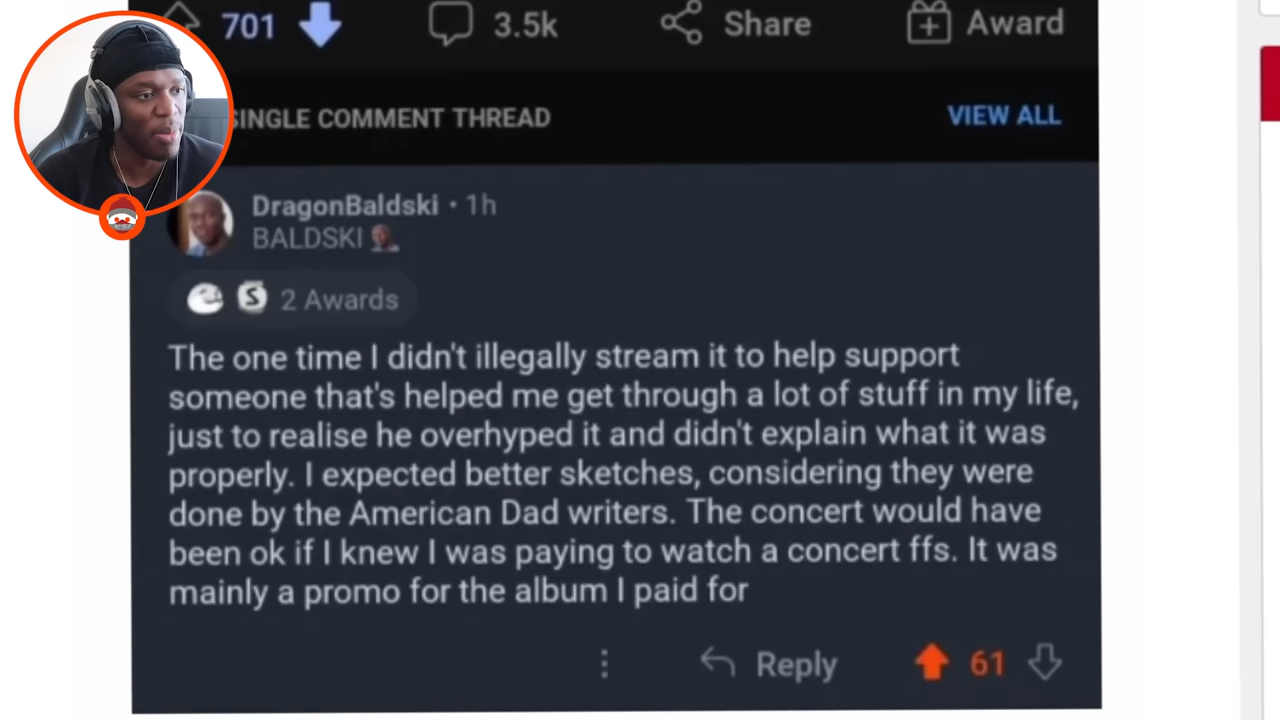 701 3.5k Share Award
SINGLE COMMENT THREAD VIEW ALL
DragonBaldski • 1h
BALDSKI
2 Awards
The one time I didn't illegally stream it to help support
someone that's helped me get through a lot of stuff in my life,
just to realise he overhyped it and didn't explain what it was
properly. I expected better sketches, considering they were
done by the American Dad writers. The concert would have
been ok if I knew I was paying to watch a concert ffs. It was
mainly a promo for the album I paid for
Reply 61